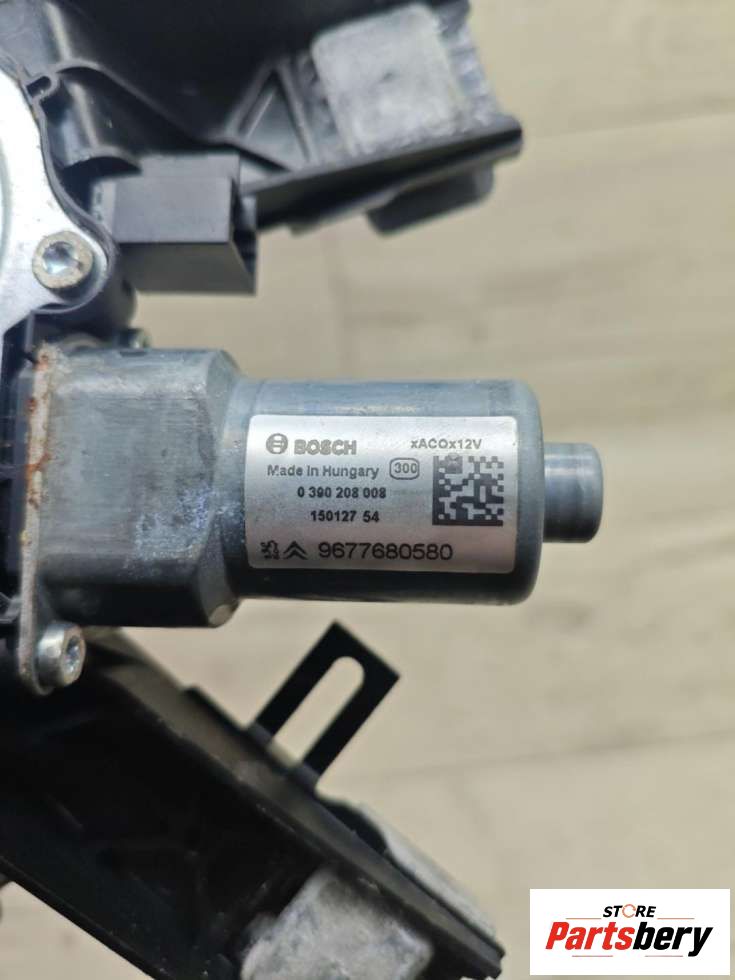 BOSCH xACOx12V
Made in Hungary 300
0 390 208 008
150127 54
9677680580
STORE
Partsbery